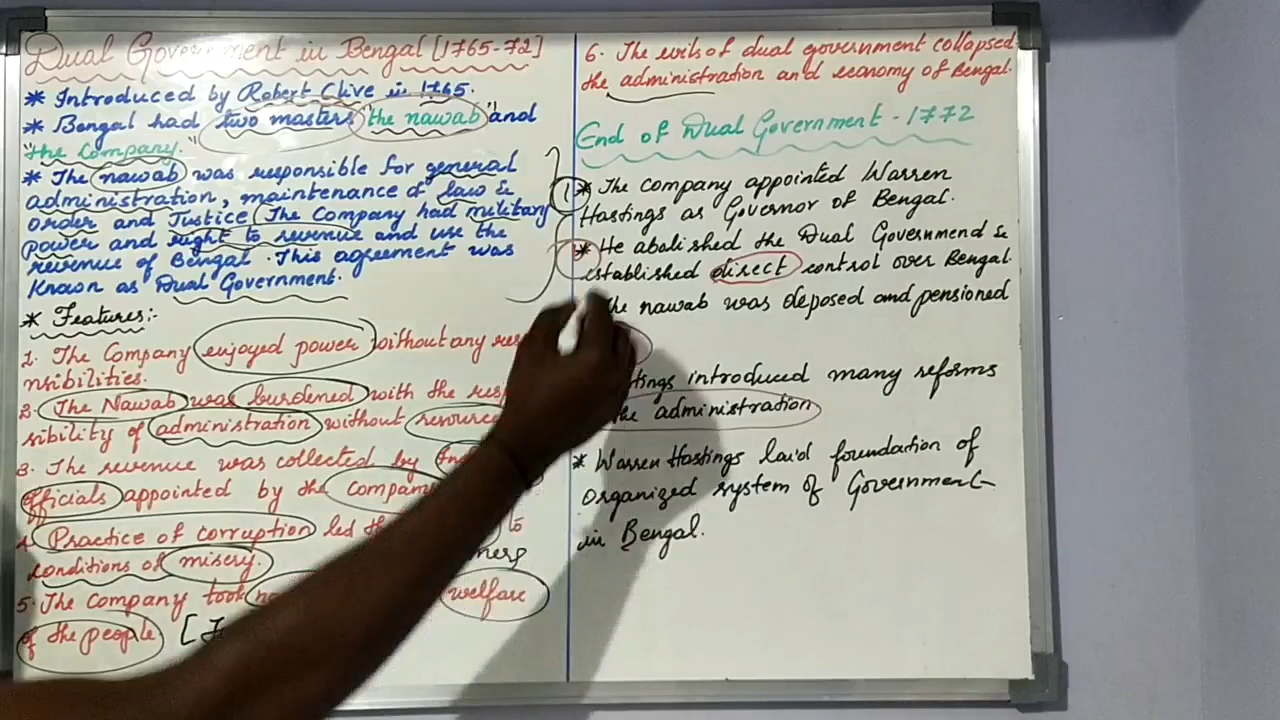 Dual Government in Bengal [1765-72]
* Introduced by Robert Clive in 1765.
* Bengal had two masters "the nawab" and
"the company."
* The nawab was responsible for general
administration, maintenance of law &
order and Justice. The Company had military
power and right to revenue and use the
revenue of Bengal. This agreement was
known as Dual Government.
* Features:-
1. The Company enjoyed power without any
nsibilities.
2. The Nawab was burdened with the
sibility of administration without
3. The revenue was collected by
officials appointed by the company
4. Practice of corruption led
conditions of misery.
5. The company took welfare
of the people.
6. The evils of dual government collapsed
the administration and economy of Bengal.
End of Dual Government - 1772
1 * The company appointed Warren
Hastings as Governor of Bengal.
* He abalished the Dual Governmend &
established direct control over Bengal.
the nawab was deposed and pensioned
introduced many reforms
the administration
* Warren Hastings laid foundation of
organized system of Government
in Bengal.